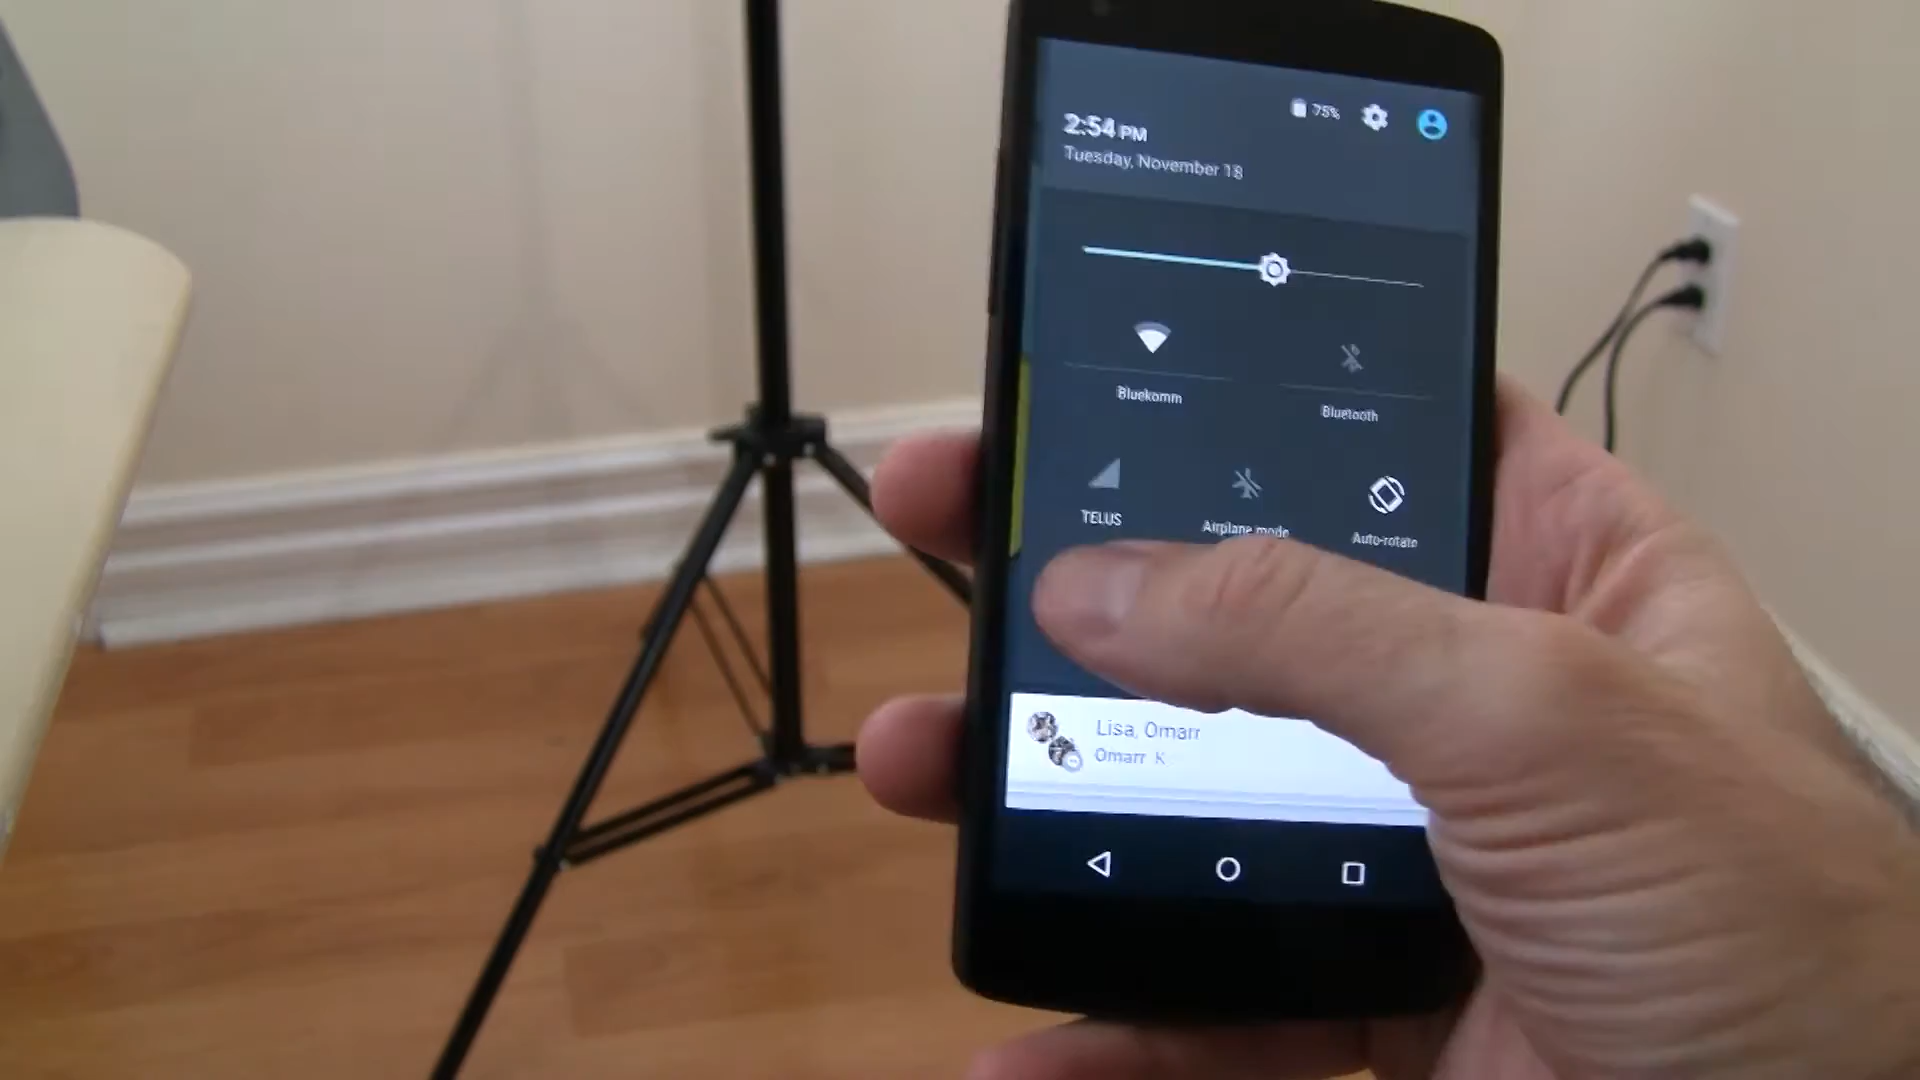 75%
2:54 PM
Tuesday, November 18
Bluekomm
Bluetooth
TELUS
Airplane mode
Auto-rotate
Lisa, Omarr
Omarr K